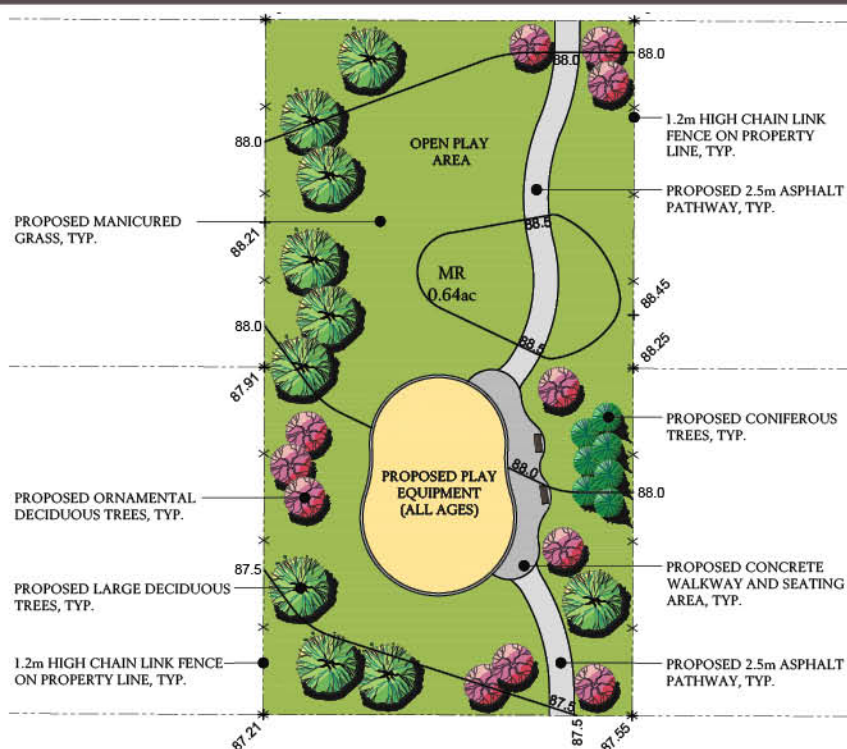 88.0
88.0
88.0
1.2m HIGH CHAIN LINK
FENCE ON PROPERTY
LINE, TYP.
OPEN PLAY
AREA
PROPOSED 2.5m ASPHALT
PATHWAY, TYP.
PROPOSED MANICURED
GRASS, TYP.
88.21
88.5
MR
0.64ac
88.45
88.0
88.5
88.25
87.91
PROPOSED CONIFEROUS
TREES, TYP.
PROPOSED PLAY
EQUIPMENT
(ALL AGES)
88.0
88.0
PROPOSED ORNAMENTAL
DECIDUOUS TREES, TYP.
87.5
PROPOSED LARGE DECIDUOUS
TREES, TYP.
PROPOSED CONCRETE
WALKWAY AND SEATING
AREA, TYP.
1.2m HIGH CHAIN LINK FENCE
ON PROPERTY LINE, TYP.
PROPOSED 2.5m ASPHALT
PATHWAY, TYP.
87.5
87.21
87.5
87.55